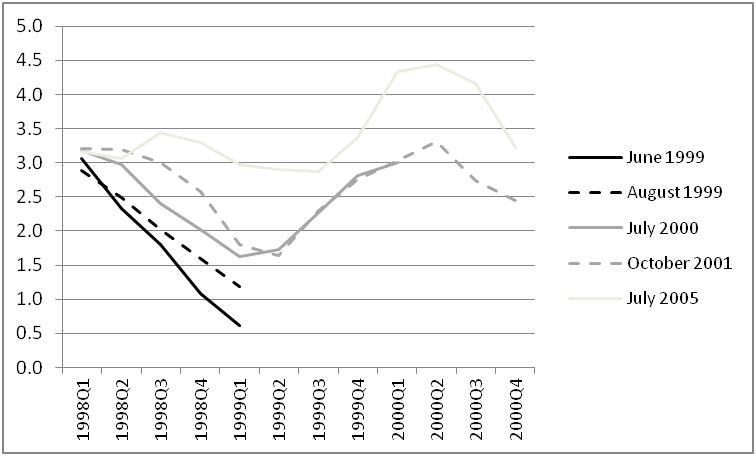 5.0
4.5
4.0
3.5
3.0
2.5
2.0
1.5
1.0
0.5
0.0
1998Q1
1998Q2
1998Q3
1998Q4
1999Q1
1999Q2
1999Q3
1999Q4
2000Q1
2000Q2
2000Q3
2000Q4
June 1999
August 1999
July 2000
October 2001
July 2005